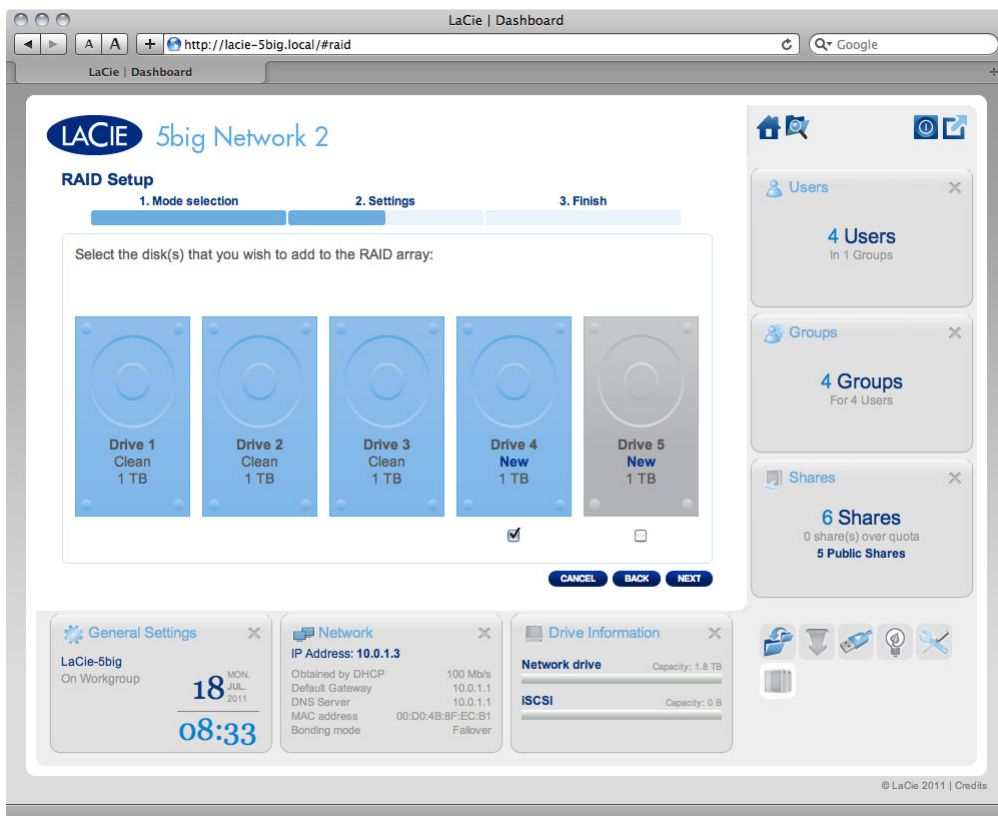 LaCie | Dashboard
A A + http://lacie-5big.local/#raid Google
LaCie | Dashboard +
LACIE 5big Network 2
RAID Setup
1. Mode selection 2. Settings 3. Finish
Select the disk(s) that you wish to add to the RAID array:
Drive 1
Clean
1 TB
Drive 2
Clean
1 TB
Drive 3
Clean
1 TB
Drive 4
New
1 TB
Drive 5
New
1 TB
CANCEL BACK NEXT
Users
4 Users
In 1 Groups
Groups
4 Groups
For 4 Users
Shares
6 Shares
0 share(s) over quota
5 Public Shares
General Settings
LaCie-5big
On Workgroup
18 MON. JUL. 2011
08:33
Network
IP Address: 10.0.1.3
Obtained by DHCP 100 Mb/s
Default Gateway 10.0.1.1
DNS Server 10.0.1.1
MAC address 00:D0:4B:8F:EC:B1
Bonding mode Failover
Drive Information
Network drive Capacity: 1.8 TB
iSCSI Capacity: 0 B
© LaCie 2011 | Credits